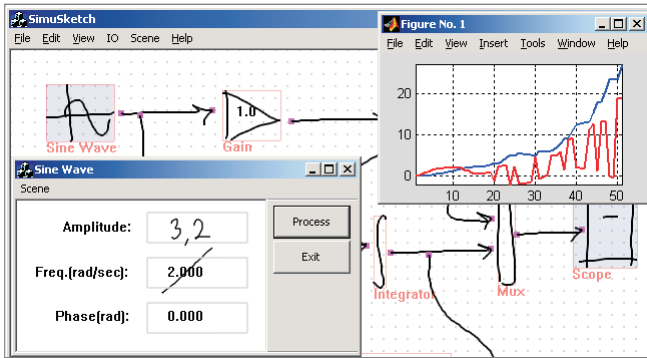 SimuSketch
File Edit View IO Scene Help
Sine Wave
1.0
Gain
Figure No. 1
File Edit View Insert Tools Window Help
20
10
0
10 20 30 40 50
Sine Wave
Scene
Amplitude: 3,2
Freq.(rad/sec): 2.000
Phase(rad): 0.000
Process
Exit
Integrator
Mux
Scope